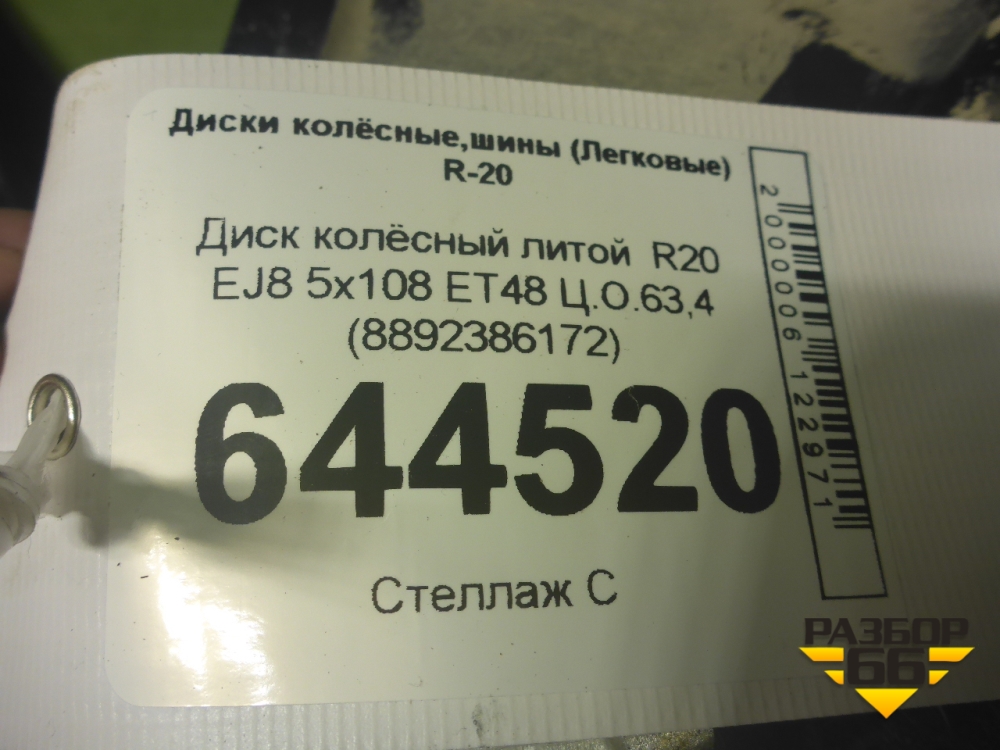 Диски колёсные,шины (Легковые)
R-20
Диск колёсный литой R20
EJ8 5x108 ET48 Ц.О.63,4
(8892386172)
644520
Стеллаж С
2000006122971
РАЗБОР
66